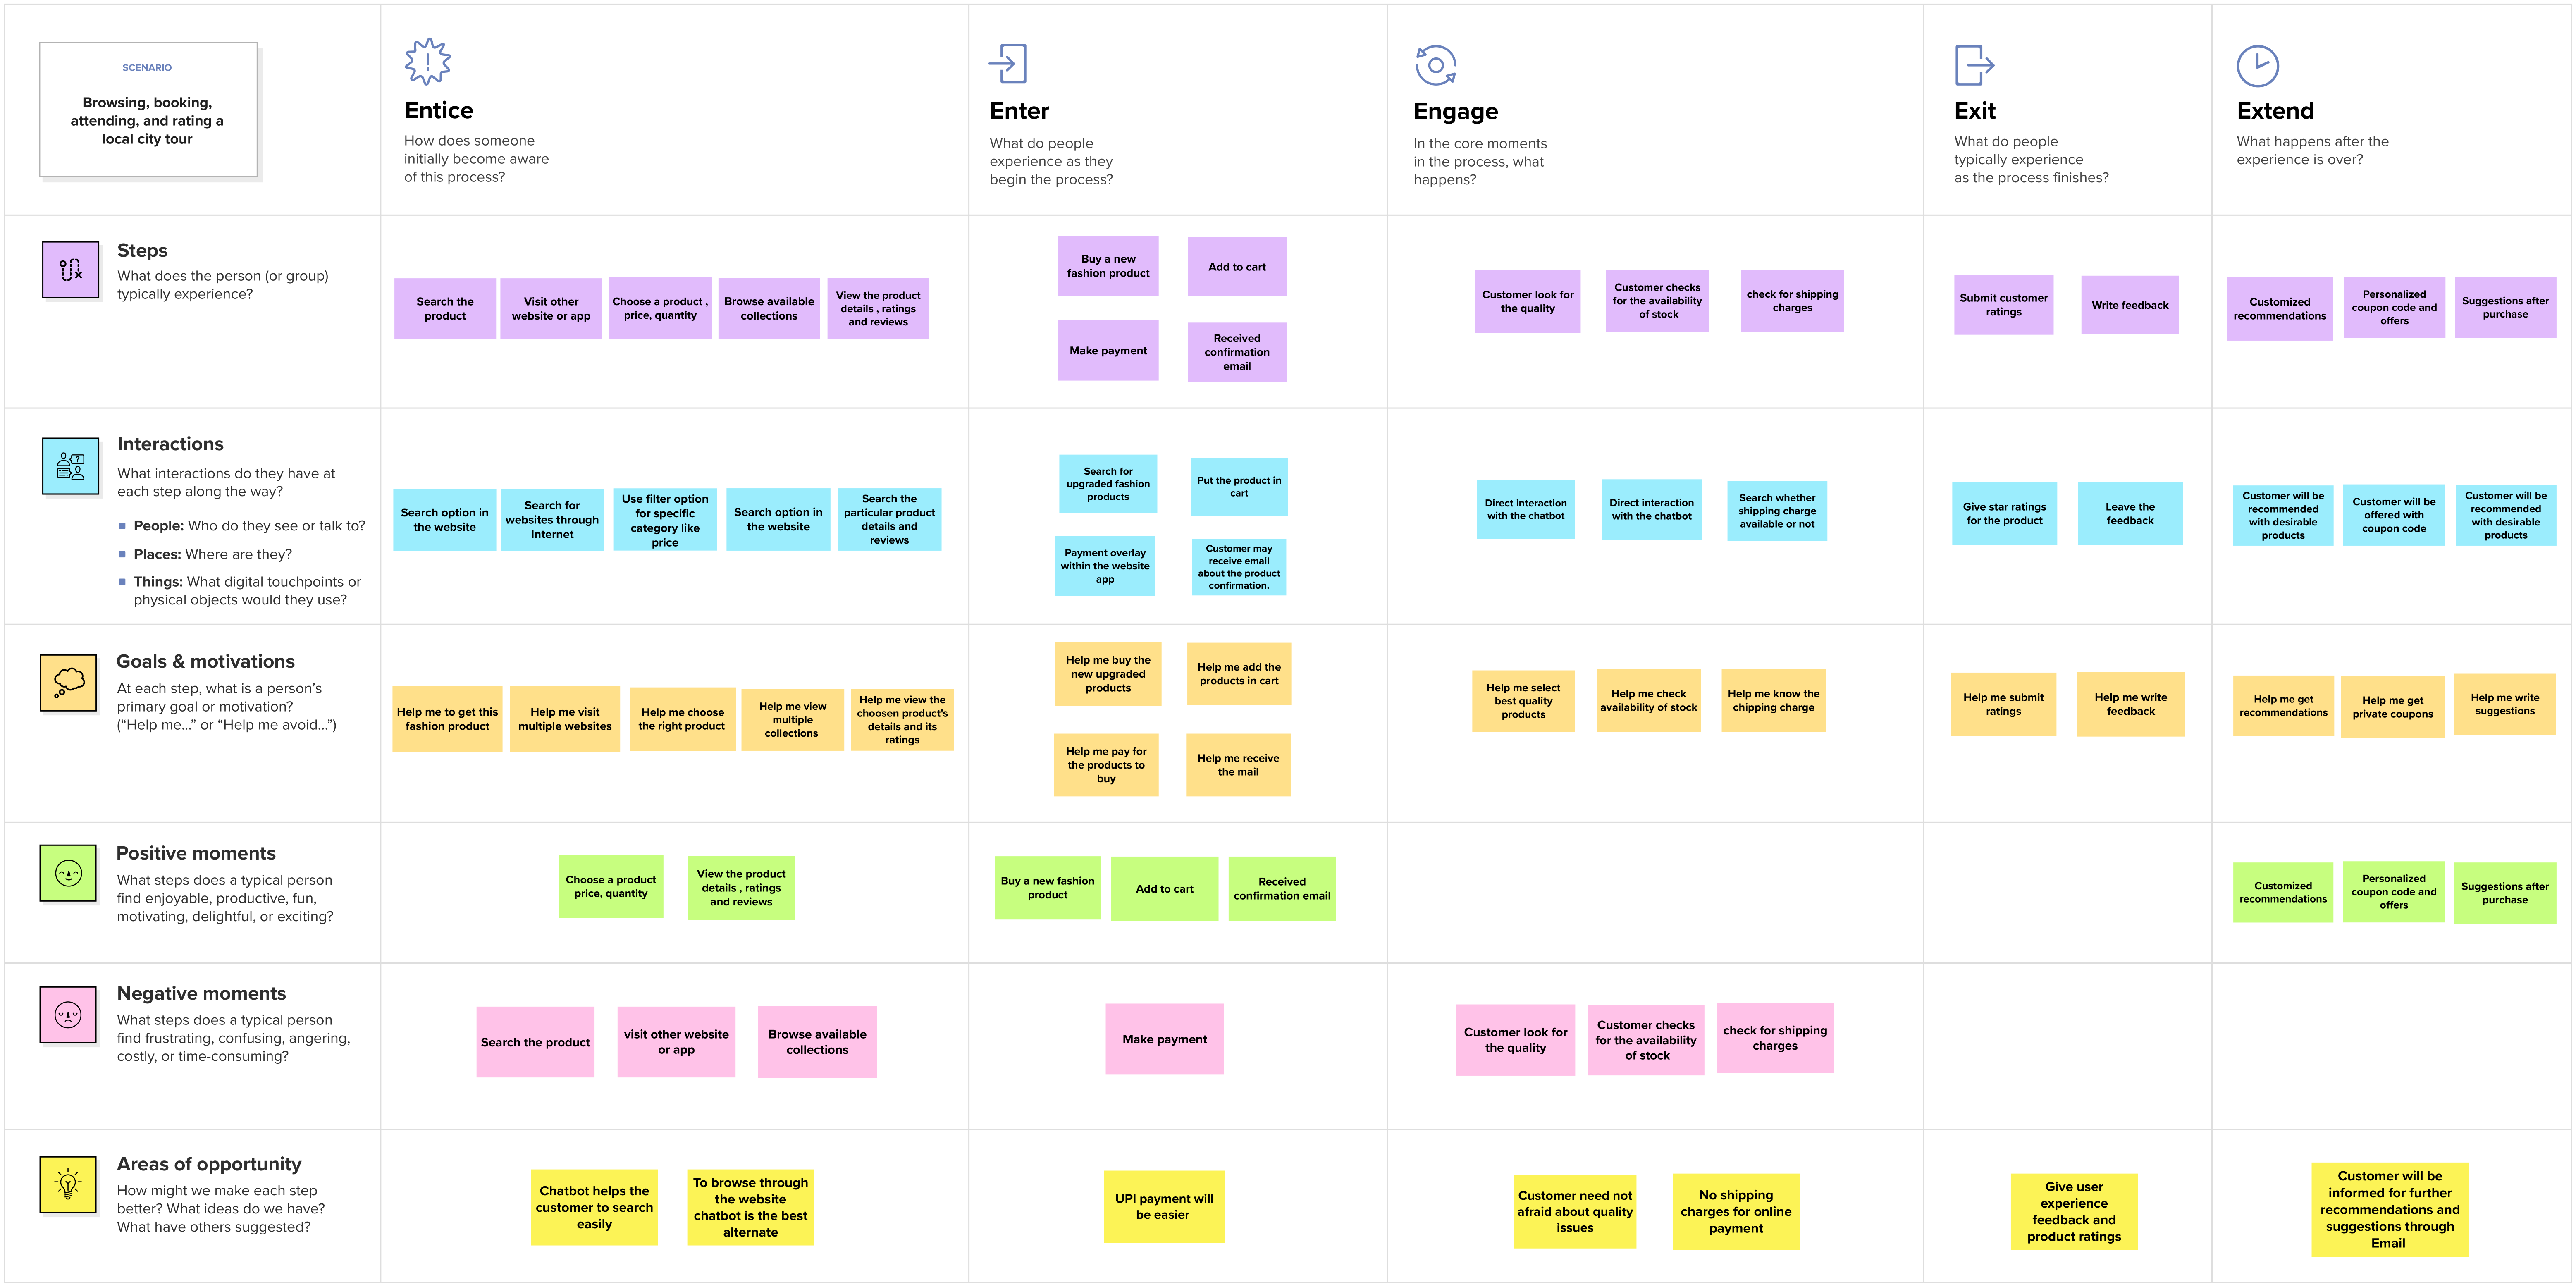 SCENARIO
Browsing, booking,
attending, and rating a
local city tour
Entice
How does someone
initially become aware
of this process?
Enter
What do people
experience as they
begin the process?
Engage
In the core moments
in the process, what
happens?
Exit
What do people
typically experience
as the process finishes?
Extend
What happens after the
experience is over?
Steps
What does the person (or group)
typically experience?
Search the
product
Visit other
website or app
Choose a product ,
price, quantity
Browse available
collections
View the product
details , ratings
and reviews
Buy a new
fashion product
Add to cart
Make payment
Received
confirmation
email
Customer look for
the quality
Customer checks
for the availability
of stock
check for shipping
charges
Submit customer
ratings
Write feedback
Customized
recommendations
Personalized
coupon code and
offers
Suggestions after
purchase
Interactions
What interactions do they have at
each step along the way?
People: Who do they see or talk to?
Places: Where are they?
Things: What digital touchpoints or
physical objects would they use?
Search option in
the website
Search for
websites through
Internet
Use filter option
for specific
category like
price
Search option in
the website
Search the
particular product
details and
reviews
Search for
upgraded fashion
products
Put the product in
cart
Payment overlay
within the website
app
Customer may
receive email
about the product
confirmation.
Direct interaction
with the chatbot
Direct interaction
with the chatbot
Search whether
shipping charge
available or not
Give star ratings
for the product
Leave the
feedback
Customer will be
recommended
with desirable
products
Customer will be
offered with
coupon code
Customer will be
recommended
with desirable
products
Goals & motivations
At each step, what is a person's
primary goal or motivation?
("Help me..." or "Help me avoid...")
Help me to get this
fashion product
Help me visit
multiple websites
Help me choose
the right product
Help me view
multiple
collections
Help me view the
choosen product's
details and its
ratings
Help me buy the
new upgraded
products
Help me add the
products in cart
Help me pay for
the products to
buy
Help me receive
the mail
Help me select
best quality
products
Help me check
availability of stock
Help me know the
chipping charge
Help me submit
ratings
Help me write
feedback
Help me get
recommendations
Help me get
private coupons
Help me write
suggestions
Positive moments
What steps does a typical person
find enjoyable, productive, fun,
motivating, delightful, or exciting?
Choose a product
price, quantity
View the product
details , ratings
and reviews
Buy a new fashion
product
Add to cart
Received
confirmation email
Customized
recommendations
Personalized
coupon code and
offers
Suggestions after
purchase
Negative moments
What steps does a typical person
find frustrating, confusing, angering,
costly, or time-consuming?
Search the product
visit other website
or app
Browse available
collections
Make payment
Customer look for
the quality
Customer checks
for the availability
of stock
check for shipping
charges
Areas of opportunity
How might we make each step
better? What ideas do we have?
What have others suggested?
Chatbot helps the
customer to search
easily
To browse through
the website
chatbot is the best
alternate
UPI payment will
be easier
Customer need not
afraid about quality
issues
No shipping
charges for online
payment
Give user
experience
feedback and
product ratings
Customer will be
informed for further
recommendations and
suggestions through
Email